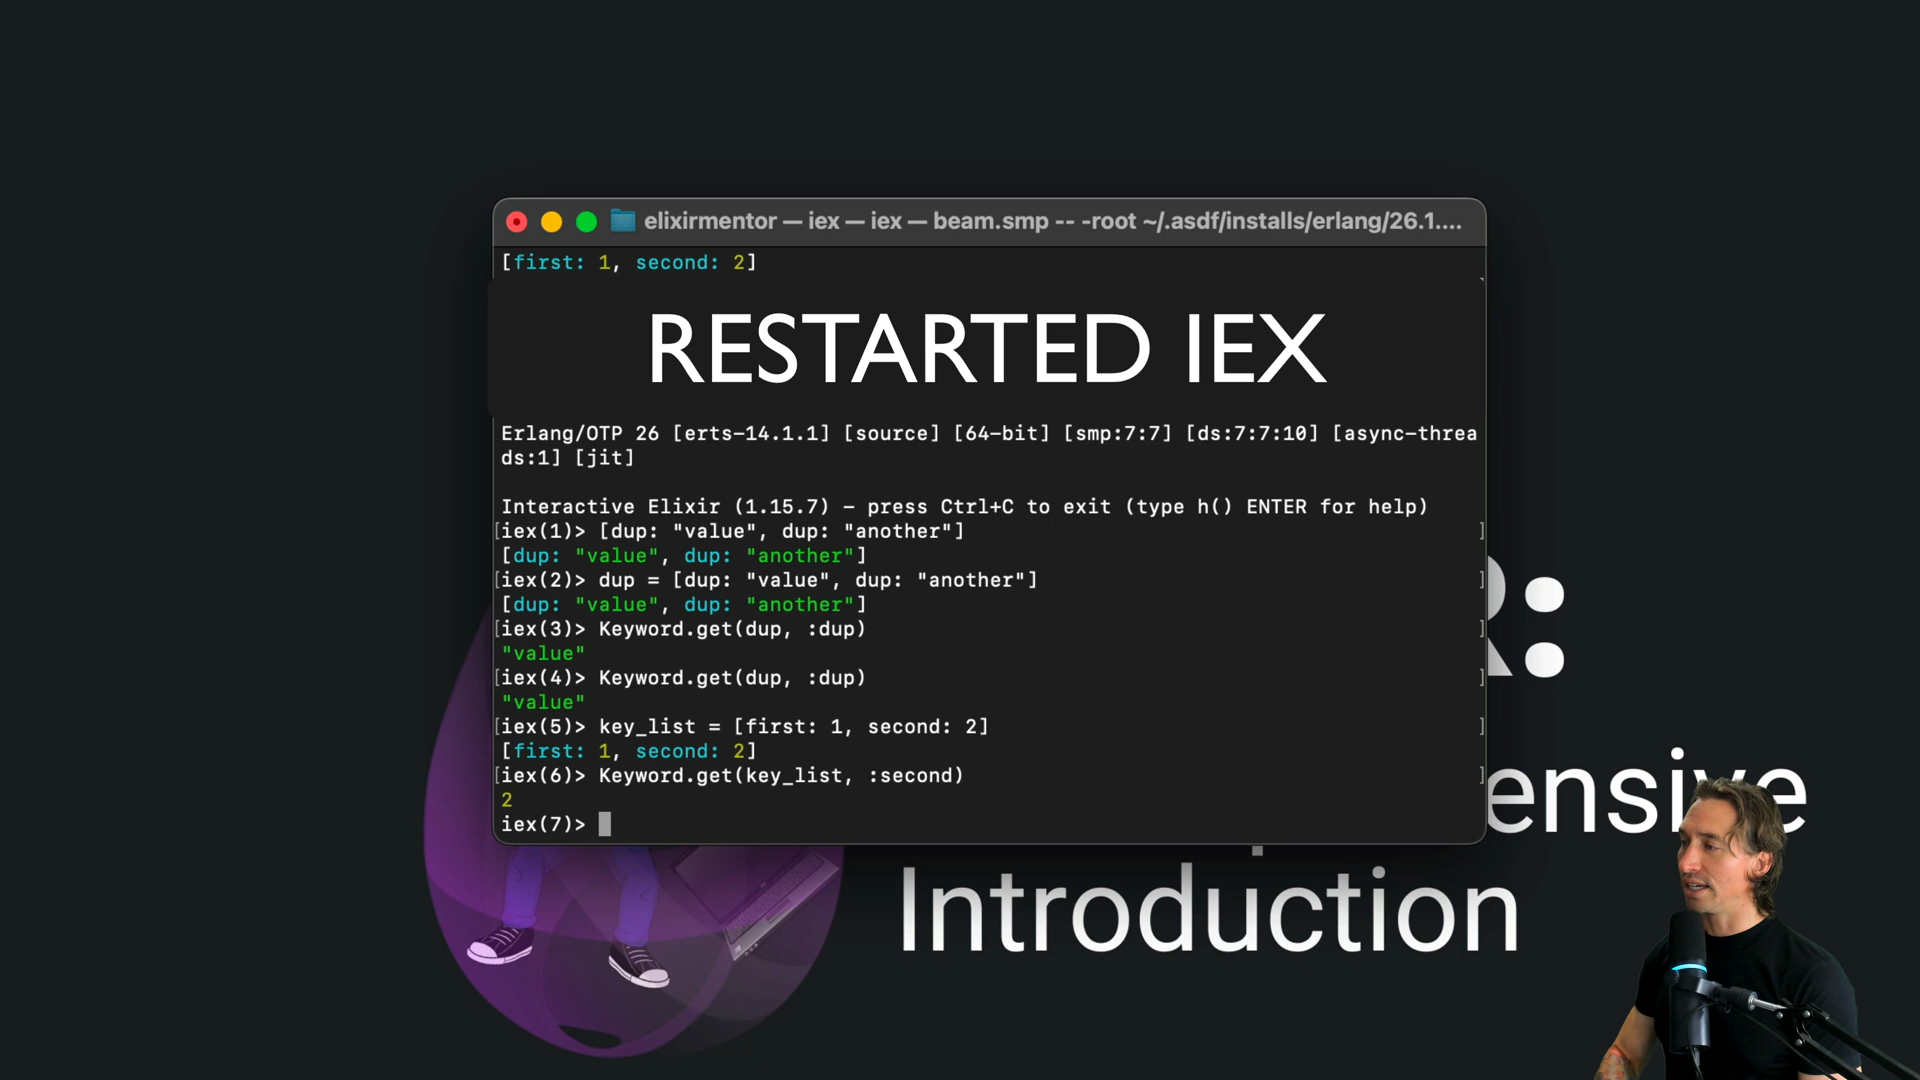 elixirmentor — iex — iex — beam.smp -- -root ~/.asdf/installs/erlang/26.1....
[first: 1, second: 2]
RESTARTED IEX
Erlang/OTP 26 [erts-14.1.1] [source] [64-bit] [smp:7:7] [ds:7:7:10] [async-threa
ds:1] [jit]
Interactive Elixir (1.15.7) - press Ctrl+C to exit (type h() ENTER for help)
[iex(1)> [dup: "value", dup: "another"] ]
[dup: "value", dup: "another"]
[iex(2)> dup = [dup: "value", dup: "another"] ]
[dup: "value", dup: "another"]
[iex(3)> Keyword.get(dup, :dup) ]
"value"
[iex(4)> Keyword.get(dup, :dup) ]
"value"
[iex(5)> key_list = [first: 1, second: 2] ]
[first: 1, second: 2]
[iex(6)> Keyword.get(key_list, :second) ]
2
iex(7)>
R:
ensive
Introduction